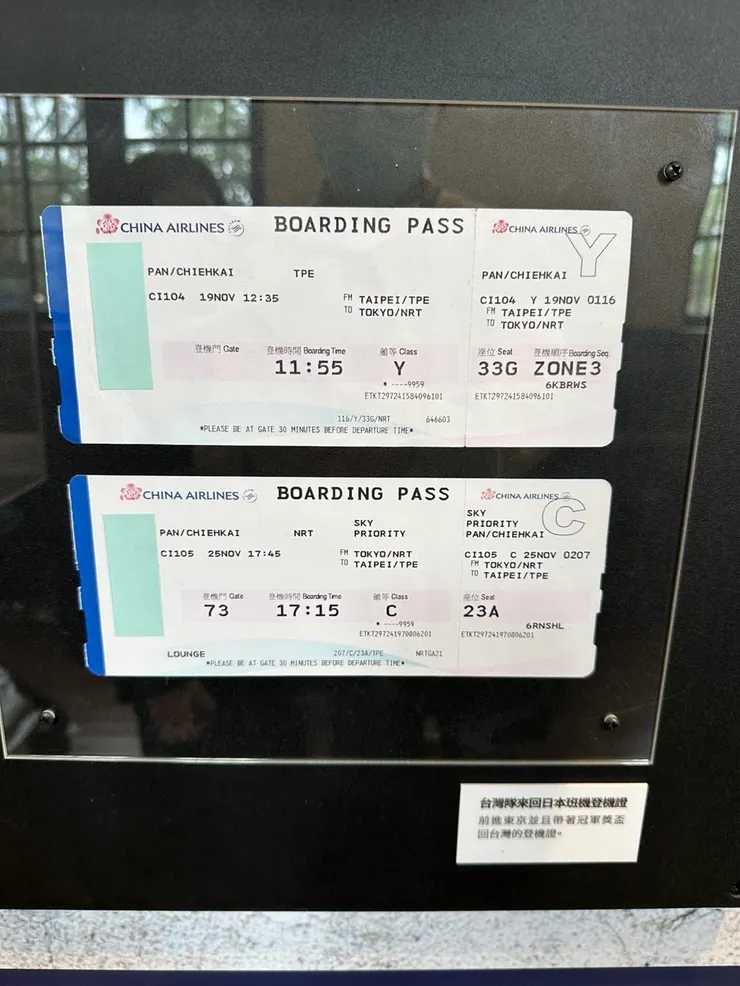 CHINA AIRLINES BOARDING PASS CHINA AIRLINES Y
PAN/CHIEHKAI TPE PAN/CHIEHKAI
CI104 19NOV 12:35 FM TAIPEI/TPE CI104 Y 19NOV 0116
TO TOKYO/NRT FM TAIPEI/TPE
TO TOKYO/NRT
登機門 Gate 登機時間 Boarding Time 艙等 Class 座位 Seat 登機順序 Boarding Seq.
11:55 Y 33G ZONE3
* ----9959 6KBRWS
ETKT297241584096101 ETKT297241584096101
116/Y/33G/NRT 646603
*PLEASE BE AT GATE 30 MINUTES BEFORE DEPARTURE TIME*
CHINA AIRLINES BOARDING PASS CHINA AIRLINES C
SKY
PRIORITY
PAN/CHIEHKAI NRT SKY PRIORITY PAN/CHIEHKAI
CI105 25NOV 17:45 FM TOKYO/NRT CI105 C 25NOV 0207
TO TAIPEI/TPE FM TOKYO/NRT
TO TAIPEI/TPE
登機門 Gate 登機時間 Boarding Time 艙等 Class 座位 Seat
73 17:15 C 23A
* ----9959 6RNSHL
ETKT297241970806201 ETKT297241970806201
LOUNGE 207/C/23A/TPE NRTGA21
*PLEASE BE AT GATE 30 MINUTES BEFORE DEPARTURE TIME*
台灣隊來回日本班機登機證
前進東京並且帶著冠軍獎盃
回台灣的登機證。